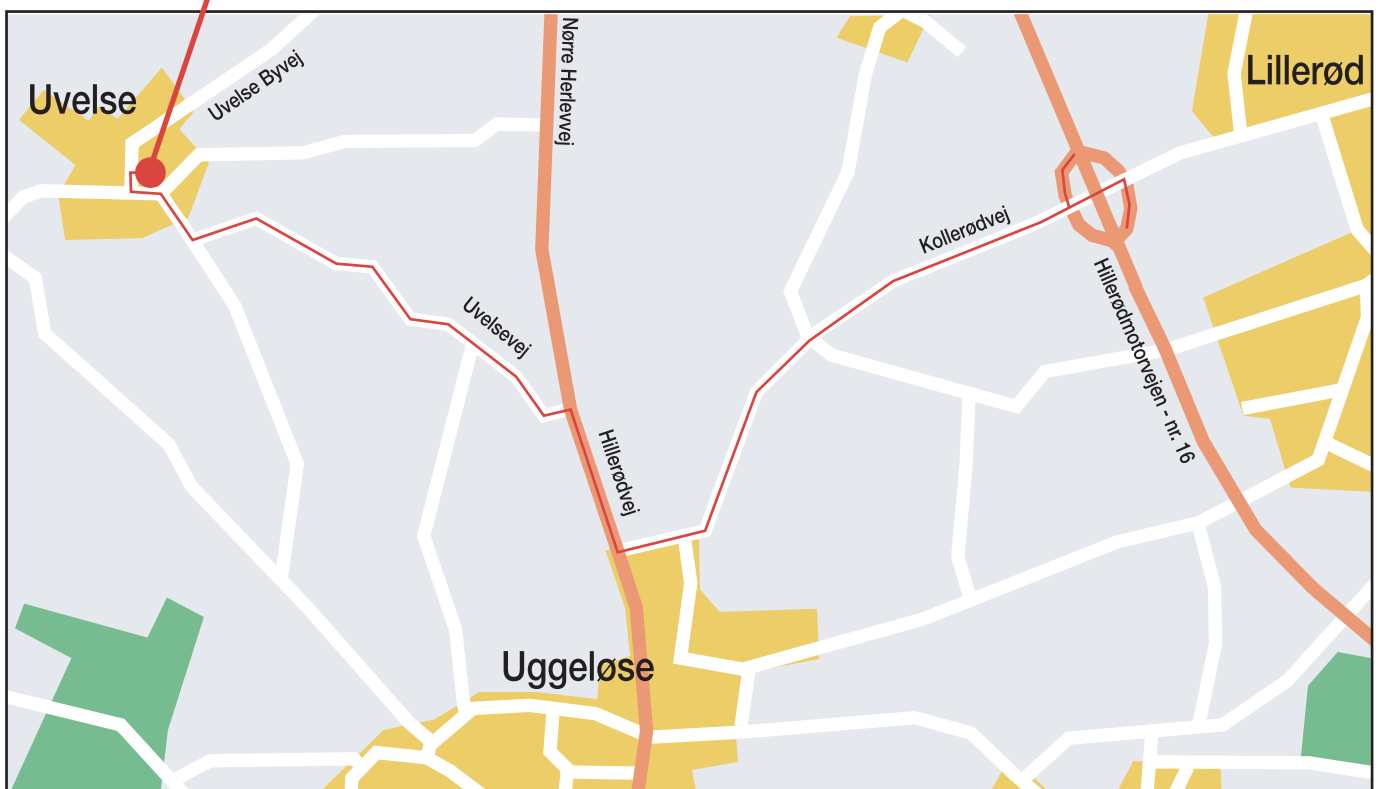 Nørre Herlevvej
Lillerød
Uvelse
Uvelse Byvej
Kollerødvej
Hillerødmotorvejen - nr. 16
Uvelsevej
Hillerødvej
Uggeløse